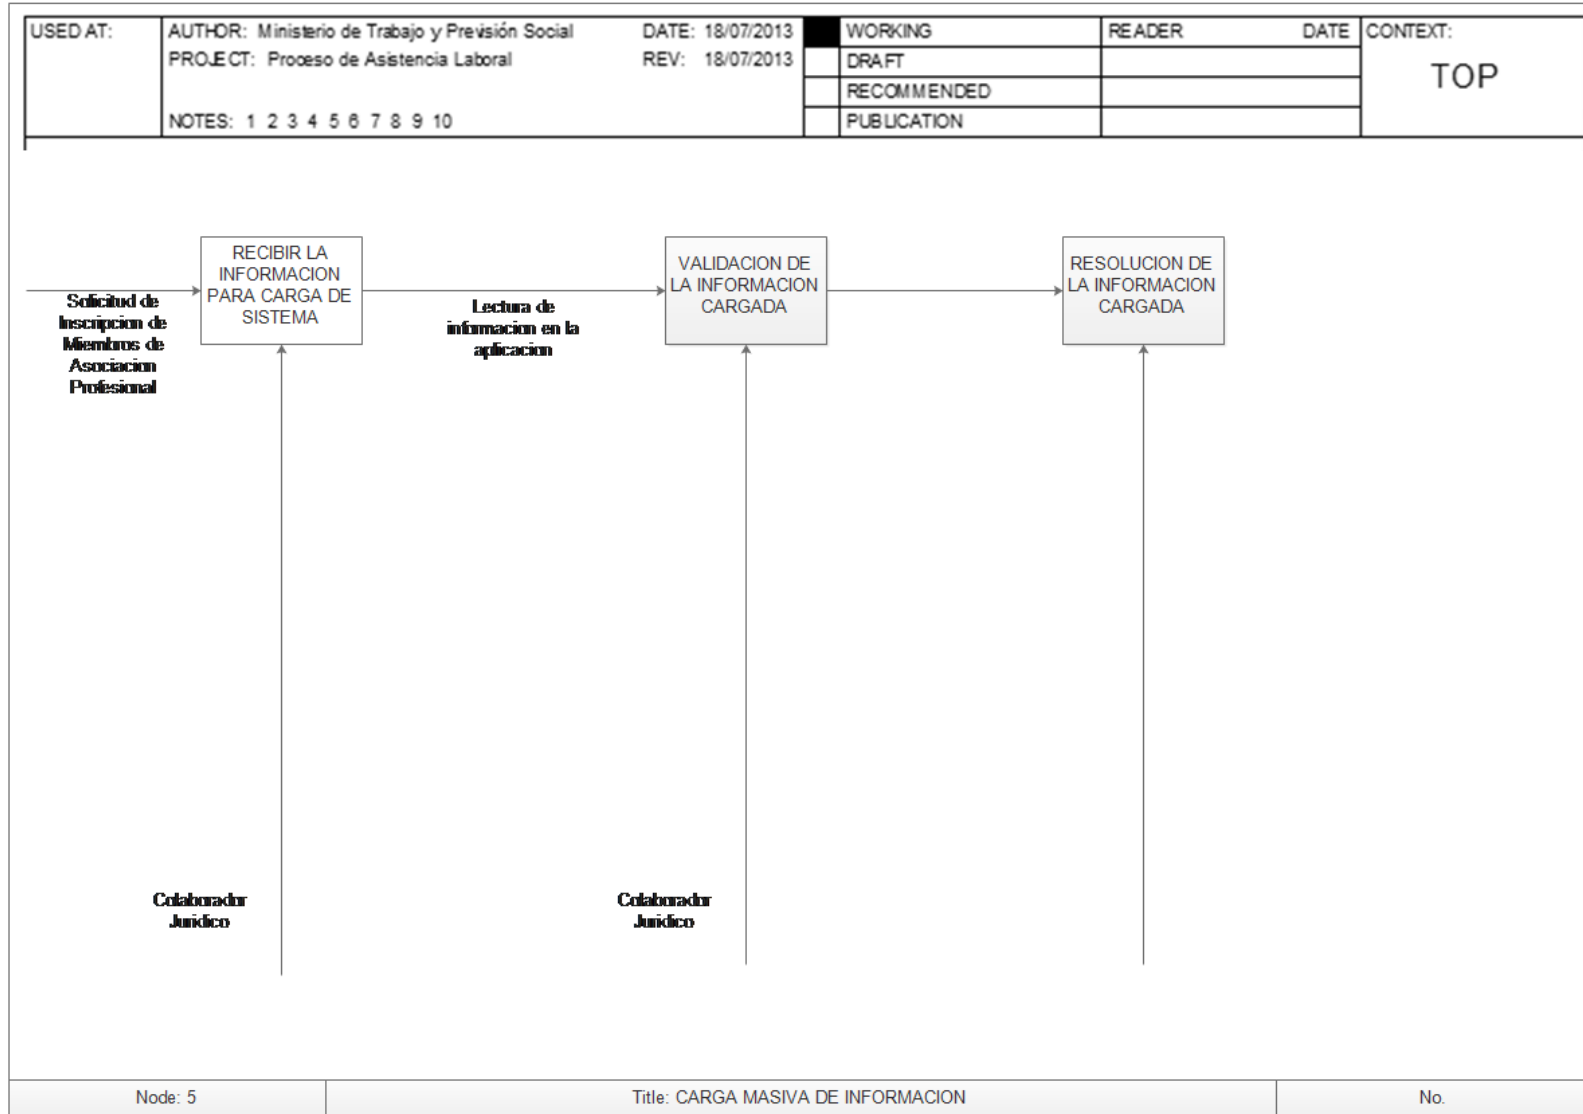 USED AT:
AUTHOR: Ministerio de Trabajo y Previsión Social
DATE: 18/07/2013
PROJECT: Proceso de Asistencia Laboral
REV: 18/07/2013
NOTES: 1 2 3 4 5 6 7 8 9 10
WORKING
DRAFT
RECOMMENDED
PUBLICATION
READER
DATE
CONTEXT:
TOP
Solicitud de
Inscripcion de
Miembros de
Asociacion
Profesional
RECIBIR LA
INFORMACION
PARA CARGA DE
SISTEMA
Lectura de
informacion en la
aplicacion
VALIDACION DE
LA INFORMACION
CARGADA
RESOLUCION DE
LA INFORMACION
CARGADA
Colaborador
Juridico
Colaborador
Juridico
Node: 5
Title: CARGA MASIVA DE INFORMACION
No.